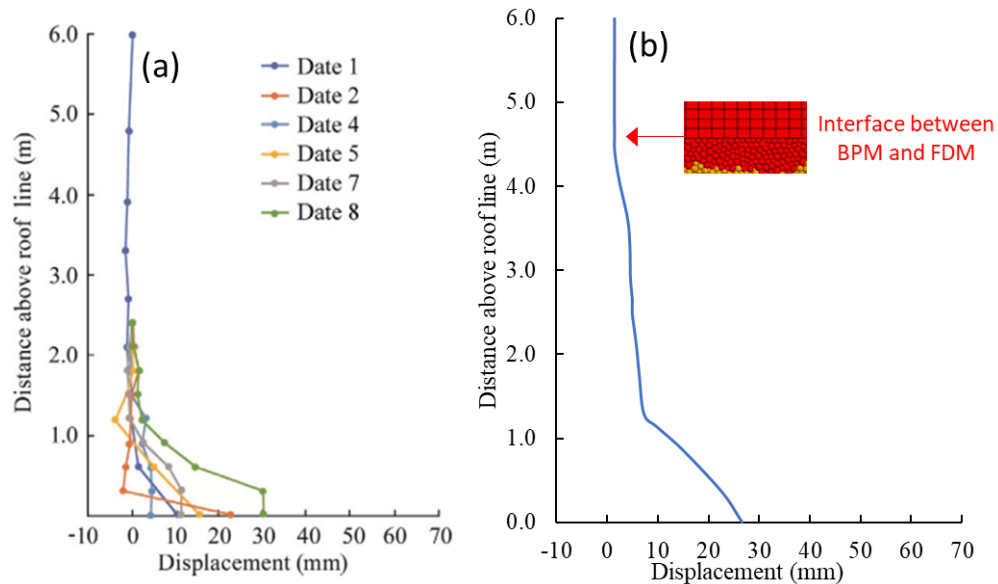 (a)
Date 1
Date 2
Date 4
Date 5
Date 7
Date 8
6.0
5.0
4.0
3.0
2.0
1.0
Distance above roof line (m)
-10 0 10 20 30 40 50 60 70
Displacement (mm)
(b)
Interface between
BPM and FDM
6.0
5.0
4.0
3.0
2.0
1.0
0.0
Distance above roof line (m)
-10 0 10 20 30 40 50 60 70
Displacement (mm)